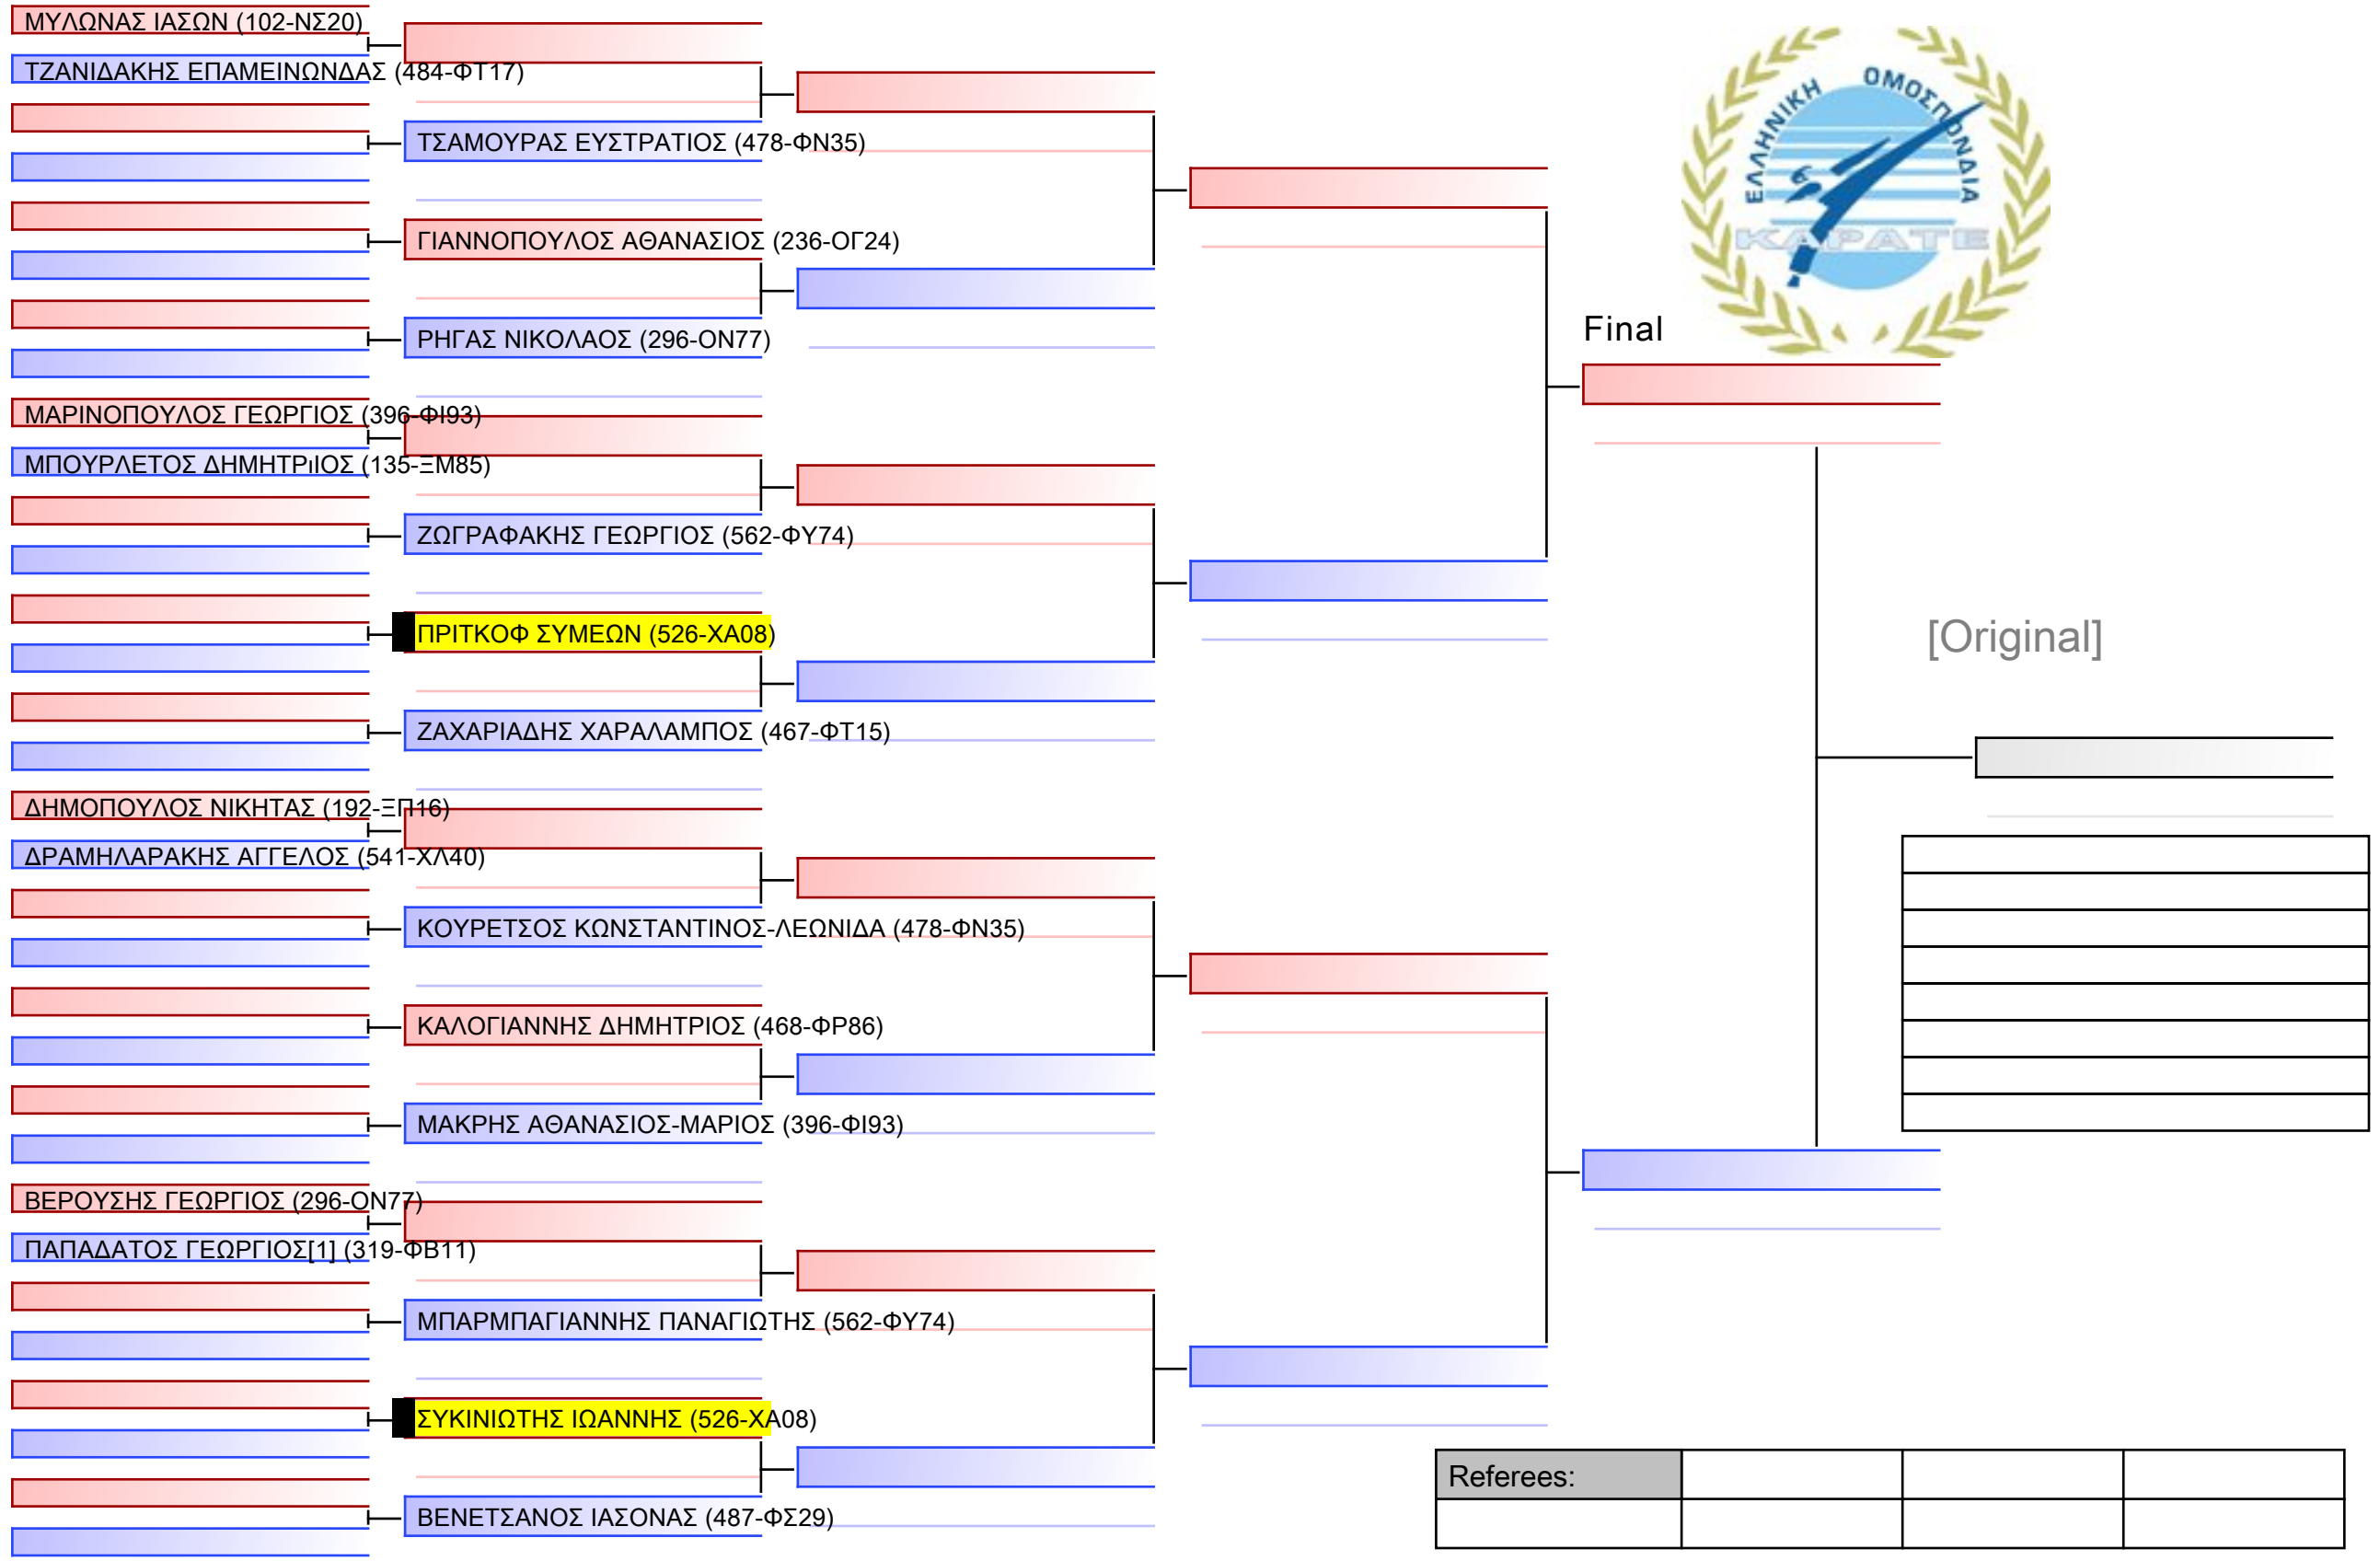 ΜΥΛΩΝΑΣ ΙΑΣΩΝ (102-ΝΣ20)
ΤΖΑΝΙΔΑΚΗΣ ΕΠΑΜΕΙΝΩΝΔΑΣ (484-ΦΤ17)
ΤΣΑΜΟΥΡΑΣ ΕΥΣΤΡΑΤΙΟΣ (478-ΦΝ35)
ΓΙΑΝΝΟΠΟΥΛΟΣ ΑΘΑΝΑΣΙΟΣ (236-ΟΓ24)
ΡΗΓΑΣ ΝΙΚΟΛΑΟΣ (296-ΟΝ77)
ΜΑΡΙΝΟΠΟΥΛΟΣ ΓΕΩΡΓΙΟΣ (396-ΦΙ93)
ΜΠΟΥΡΛΕΤΟΣ ΔΗΜΗΤΡιΙΟΣ (135-ΞΜ85)
ΖΩΓΡΑΦΑΚΗΣ ΓΕΩΡΓΙΟΣ (562-ΦΥ74)
ΠΡΙΤΚΟΦ ΣΥΜΕΩΝ (526-ΧΑ08)
ΖΑΧΑΡΙΑΔΗΣ ΧΑΡΑΛΑΜΠΟΣ (467-ΦΤ15)
ΔΗΜΟΠΟΥΛΟΣ ΝΙΚΗΤΑΣ (192-ΞΠ16)
ΔΡΑΜΗΛΑΡΑΚΗΣ ΑΓΓΕΛΟΣ (541-ΧΛ40)
ΚΟΥΡΕΤΣΟΣ ΚΩΝΣΤΑΝΤΙΝΟΣ-ΛΕΩΝΙΔΑ (478-ΦΝ35)
ΚΑΛΟΓΙΑΝΝΗΣ ΔΗΜΗΤΡΙΟΣ (468-ΦΡ86)
ΜΑΚΡΗΣ ΑΘΑΝΑΣΙΟΣ-ΜΑΡΙΟΣ (396-ΦΙ93)
ΒΕΡΟΥΣΗΣ ΓΕΩΡΓΙΟΣ (296-ΟΝ77)
ΠΑΠΑΔΑΤΟΣ ΓΕΩΡΓΙΟΣ[1] (319-ΦΒ11)
ΜΠΑΡΜΠΑΓΙΑΝΝΗΣ ΠΑΝΑΓΙΩΤΗΣ (562-ΦΥ74)
ΣΥΚΙΝΙΩΤΗΣ ΙΩΑΝΝΗΣ (526-ΧΑ08)
ΒΕΝΕΤΣΑΝΟΣ ΙΑΣΟΝΑΣ (487-ΦΣ29)
ΕΛΛΗΝΙΚΗ ΟΜΟΣΠΟΝΔΙΑ
ΚΑΡΑΤΕ
Final
[Original]
Referees: